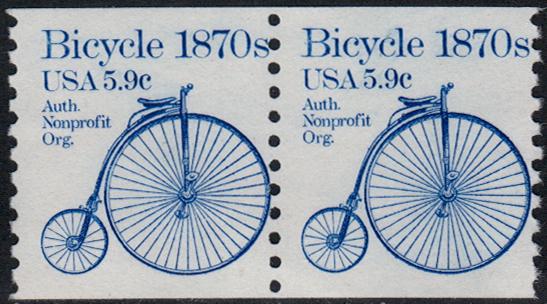 Bicycle 1870s
USA 5.9c
Auth.
Nonprofit
Org.
Bicycle 1870s
USA 5.9c
Auth.
Nonprofit
Org.